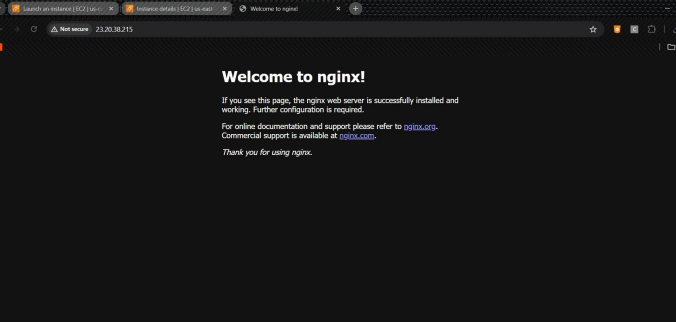 Launch an instance | EC2 | us-e
Instance details | EC2 | us-east
Welcome to nginx!
Not secure
23.20.38.215
Welcome to nginx!
If you see this page, the nginx web server is successfully installed and
working. Further configuration is required.
For online documentation and support please refer to nginx.org.
Commercial support is available at nginx.com.
Thank you for using nginx.